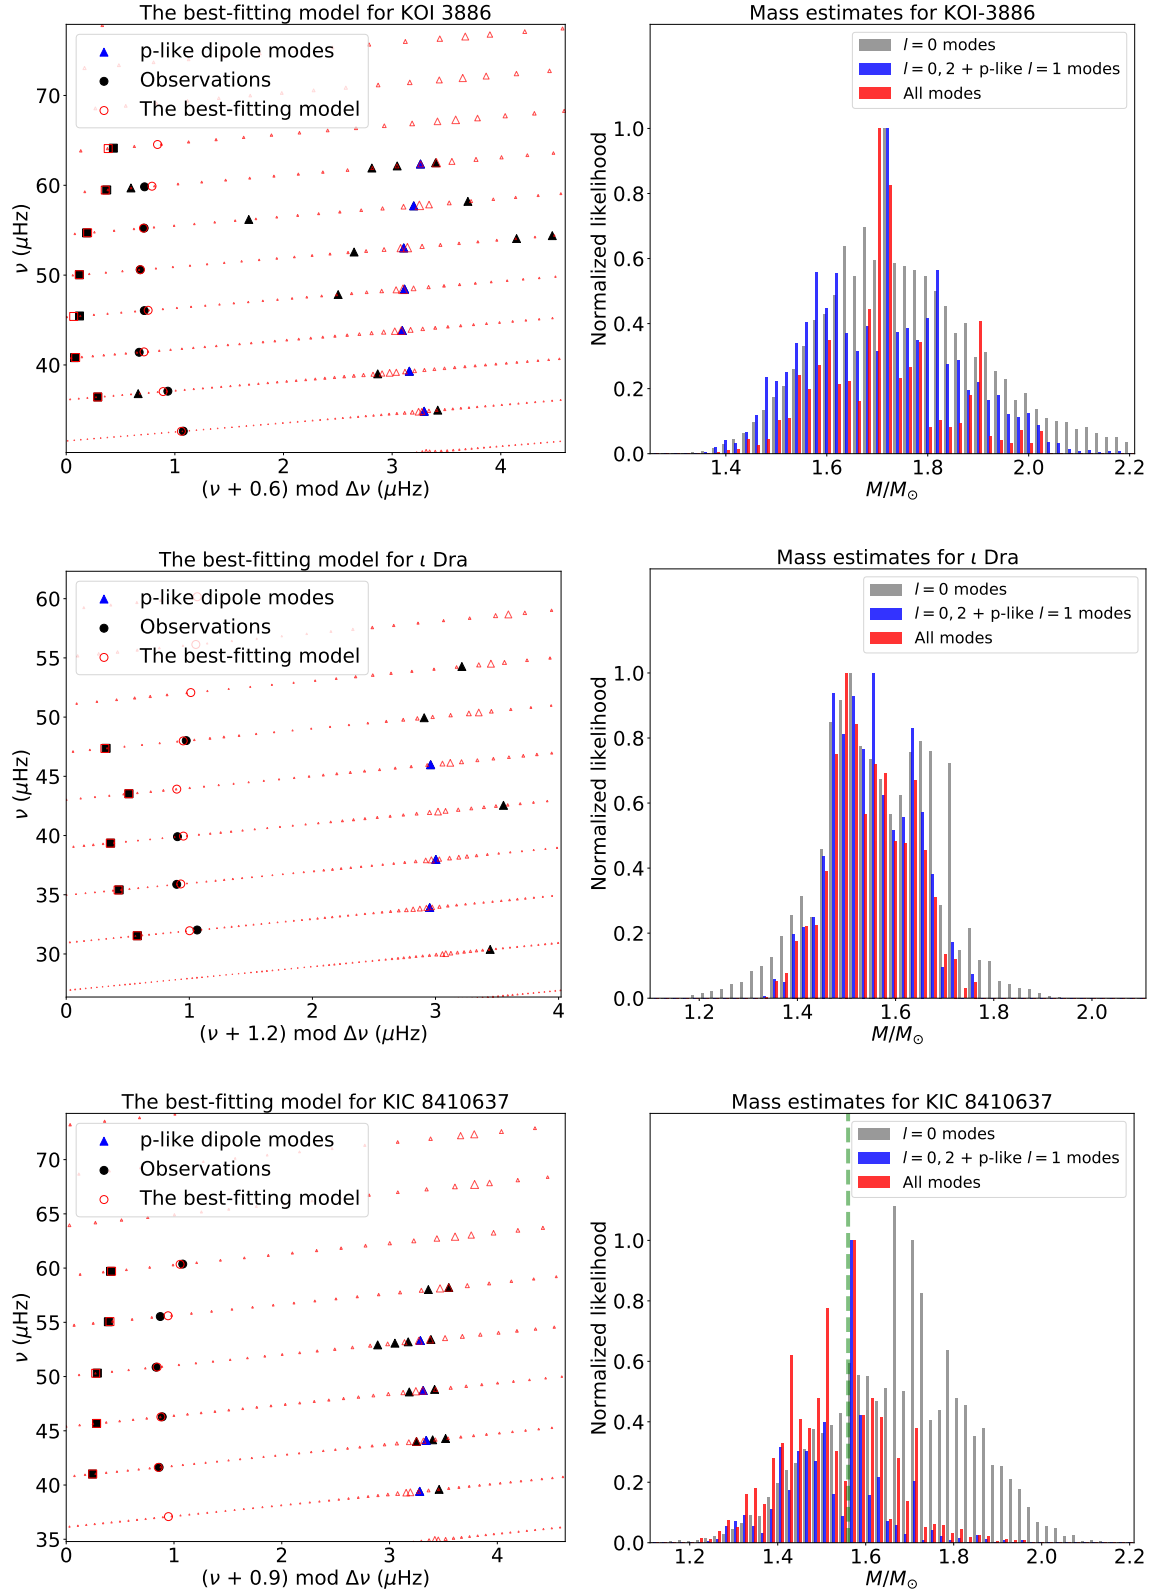 The best-fitting model for KOI 3886
p-like dipole modes
Observations
The best-fitting model
70
60
50
40
ν (μHz)
0 1 2 3 4
(ν + 0.6) mod Δν (μHz)
Mass estimates for KOI-3886
l = 0 modes
l = 0, 2 + p-like l = 1 modes
All modes
1.0
0.8
0.6
0.4
0.2
0.0
Normalized likelihood
1.4 1.6 1.8 2.0 2.2
M/M⊙
The best-fitting model for ι Dra
p-like dipole modes
Observations
The best-fitting model
60
55
50
45
40
35
30
ν (μHz)
0 1 2 3 4
(ν + 1.2) mod Δν (μHz)
Mass estimates for ι Dra
l = 0 modes
l = 0, 2 + p-like l = 1 modes
All modes
1.0
0.8
0.6
0.4
0.2
0.0
Normalized likelihood
1.2 1.4 1.6 1.8 2.0
M/M⊙
The best-fitting model for KIC 8410637
p-like dipole modes
Observations
The best-fitting model
70
65
60
55
50
45
40
35
ν (μHz)
0 1 2 3 4
(ν + 0.9) mod Δν (μHz)
Mass estimates for KIC 8410637
l = 0 modes
l = 0, 2 + p-like l = 1 modes
All modes
1.0
0.8
0.6
0.4
0.2
0.0
Normalized likelihood
1.2 1.4 1.6 1.8 2.0 2.2
M/M⊙